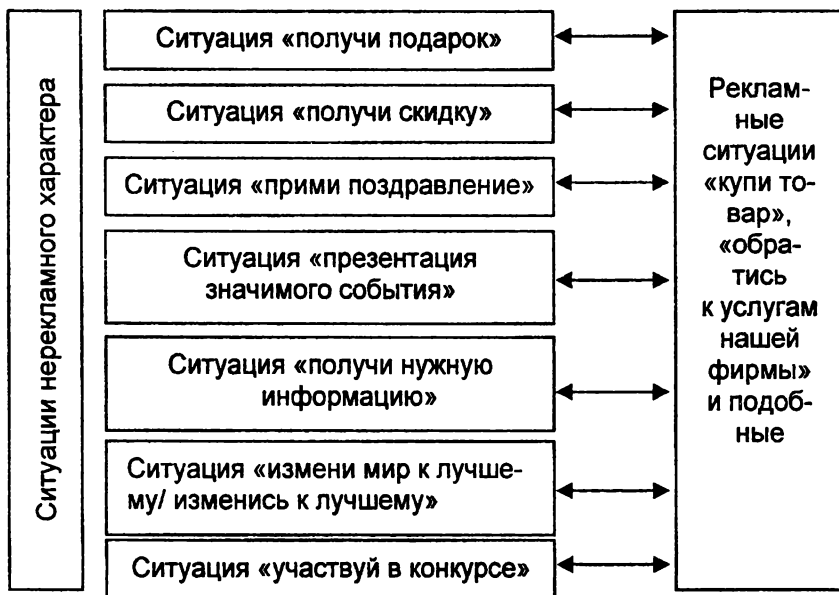 Ситуации нерекламного характера
Ситуация «получи подарок»
Ситуация «получи скидку»
Ситуация «прими поздравление»
Ситуация «презентация
значимого события»
Ситуация «получи нужную
информацию»
Ситуация «измени мир к лучше-
му/ изменись к лучшему»
Ситуация «участвуй в конкурсе»
Реклам-
ные
ситуации
«купи то-
вар»,
«обра-
тись
к услугам
нашей
фирмы»
и подоб-
ные